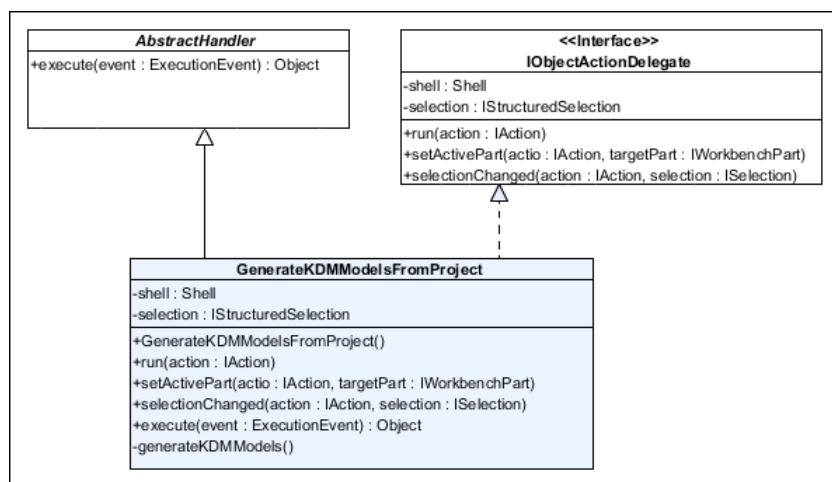 AbstractHandler
+execute(event : ExecutionEvent) : Object
<<Interface>>
IObjectActionDelegate
-shell : Shell
-selection : IStructuredSelection
+run(action : IAction)
+setActivePart(actio : IAction, targetPart : IWorkbenchPart)
+selectionChanged(action : IAction, selection : ISelection)
GenerateKDMModelsFromProject
-shell : Shell
-selection : IStructuredSelection
+GenerateKDMModelsFromProject()
+run(action : IAction)
+setActivePart(actio : IAction, targetPart : IWorkbenchPart)
+selectionChanged(action : IAction, selection : ISelection)
+execute(event : ExecutionEvent) : Object
-generateKDMModels()